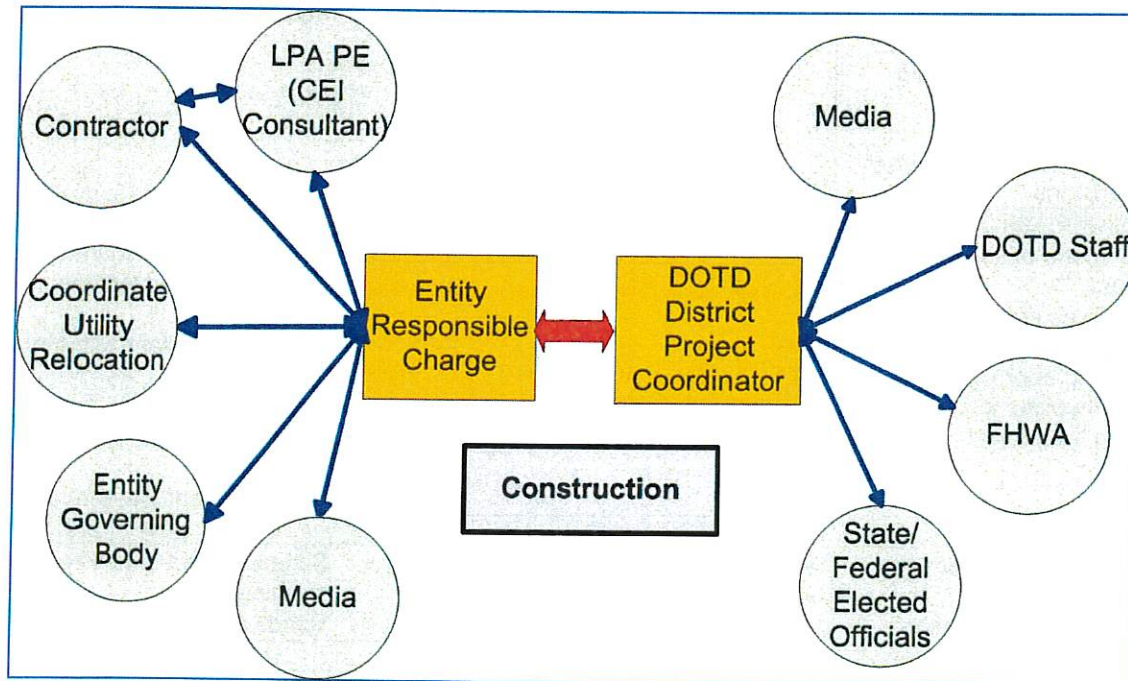 LPA PE
(CEI
Consultant)
Contractor
Media
DOTD Staff
Coordinate
Utility
Relocation
Entity
Responsible
Charge
DOTD
District
Project
Coordinator
FHWA
Construction
Entity
Governing
Body
Media
State/
Federal
Elected
Officials